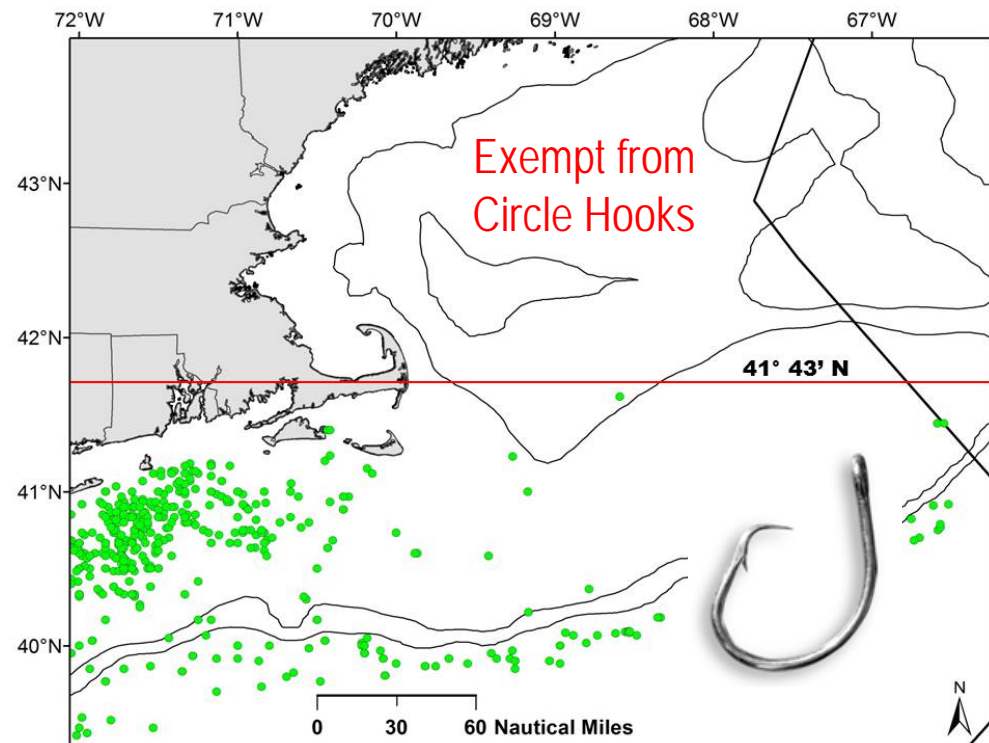 72°W 71°W 70°W 69°W 68°W 67°W
Exempt from
Circle Hooks
43°N
42°N
41° 43' N
41°N
40°N
0 30 60 Nautical Miles
N